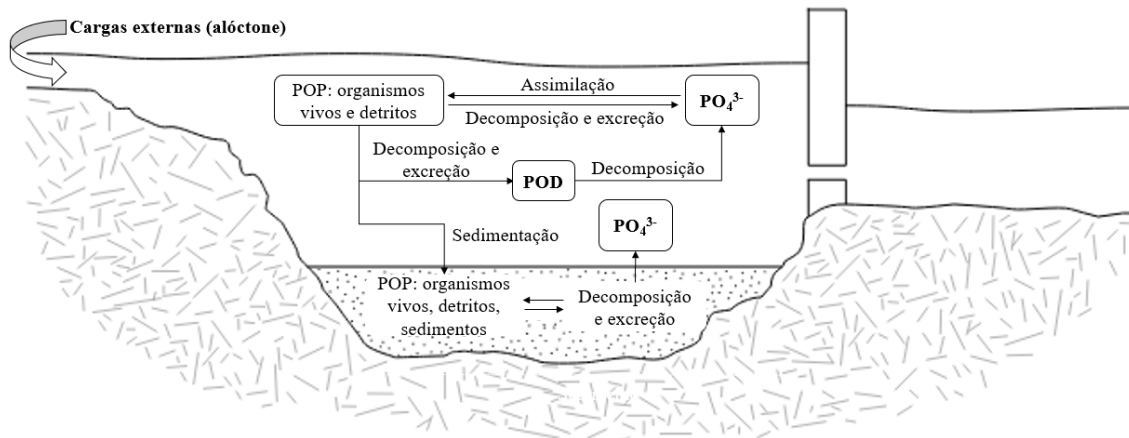 Cargas externas (alóctone)
POP: organismos
vivos e detritos
Assimilação
Decomposição e excreção
PO₄³⁻
Decomposição e
excreção
POD
Decomposição
PO₄³⁻
Sedimentação
POP: organismos
vivos, detritos,
sedimentos
Decomposição
e excreção